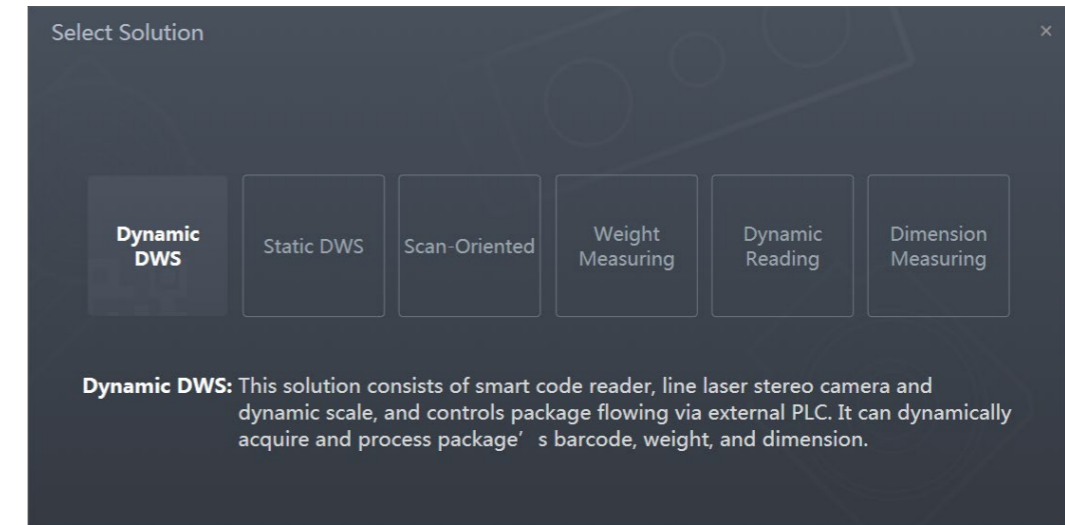 Select Solution
×
Dynamic
DWS
Static DWS
Scan-Oriented
Weight
Measuring
Dynamic
Reading
Dimension
Measuring
Dynamic DWS: This solution consists of smart code reader, line laser stereo camera and
dynamic scale, and controls package flowing via external PLC. It can dynamically
acquire and process package’ s barcode, weight, and dimension.